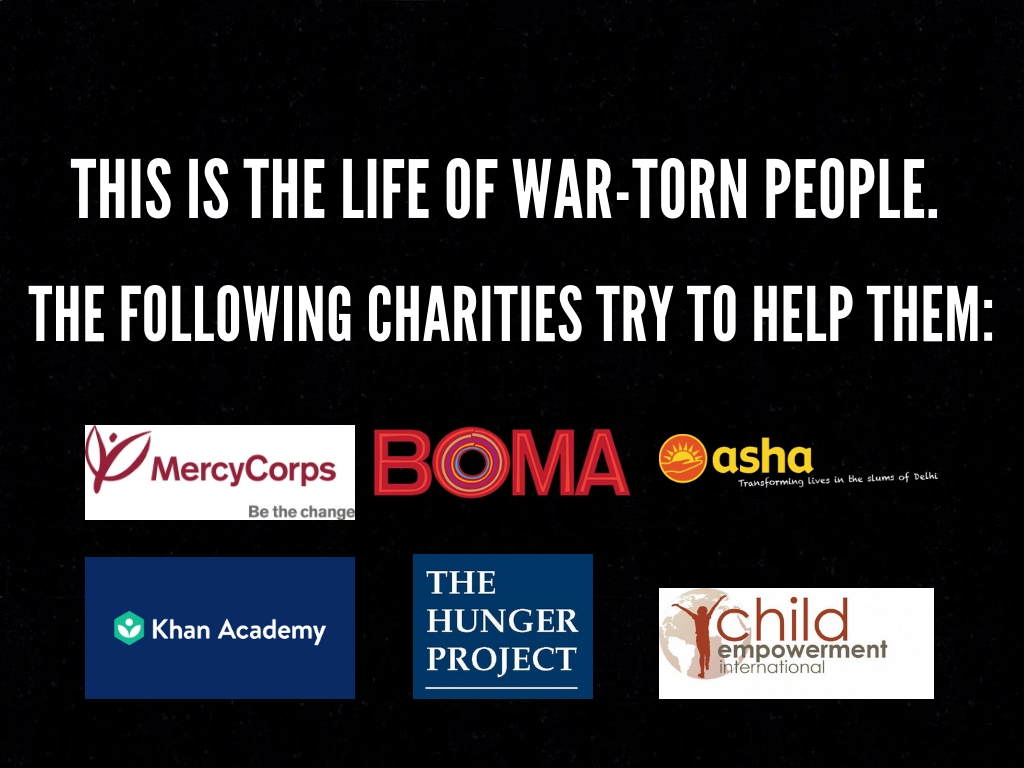 THIS IS THE LIFE OF WAR-TORN PEOPLE.
THE FOLLOWING CHARITIES TRY TO HELP THEM:
MercyCorps
Be the change
BOMA
asha
Transforming lives in the slums of Delhi
Khan Academy
THE
HUNGER
PROJECT
child
empowerment
international